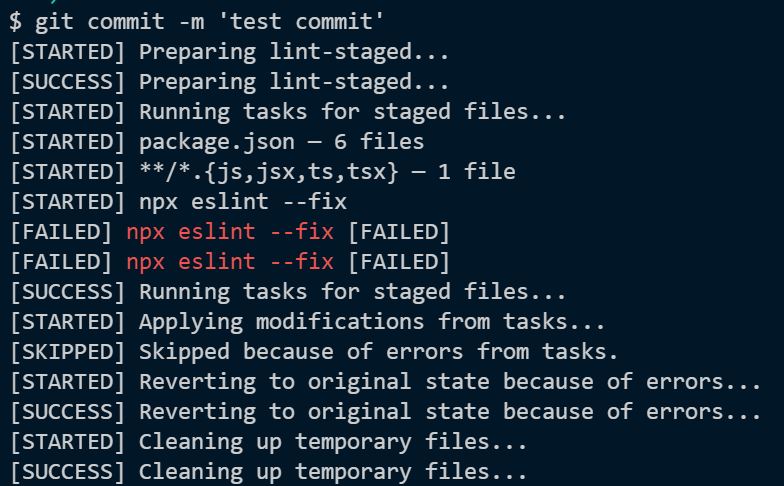 $ git commit -m 'test commit'
[STARTED] Preparing lint-staged...
[SUCCESS] Preparing lint-staged...
[STARTED] Running tasks for staged files...
[STARTED] package.json — 6 files
[STARTED] **/*.{js,jsx,ts,tsx} — 1 file
[STARTED] npx eslint --fix
[FAILED] npx eslint --fix [FAILED]
[FAILED] npx eslint --fix [FAILED]
[SUCCESS] Running tasks for staged files...
[STARTED] Applying modifications from tasks...
[SKIPPED] Skipped because of errors from tasks.
[STARTED] Reverting to original state because of errors...
[SUCCESS] Reverting to original state because of errors...
[STARTED] Cleaning up temporary files...
[SUCCESS] Cleaning up temporary files...